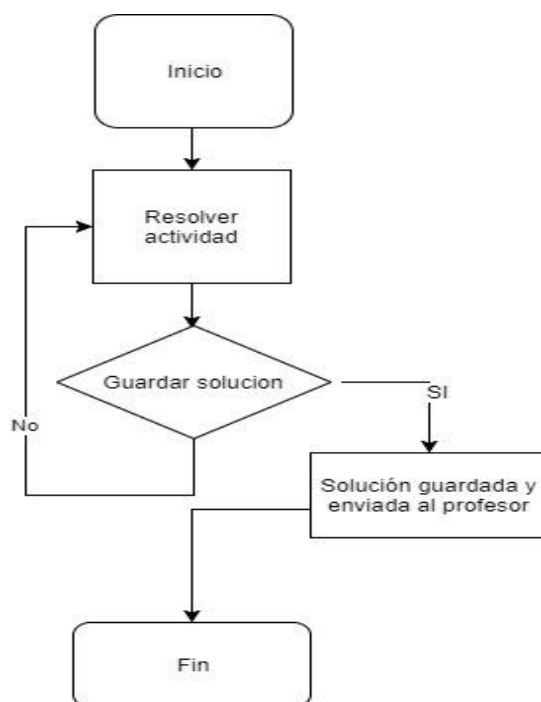 Inicio
Resolver
actividad
Guardar solucion
SI
No
Solución guardada y
enviada al profesor
Fin